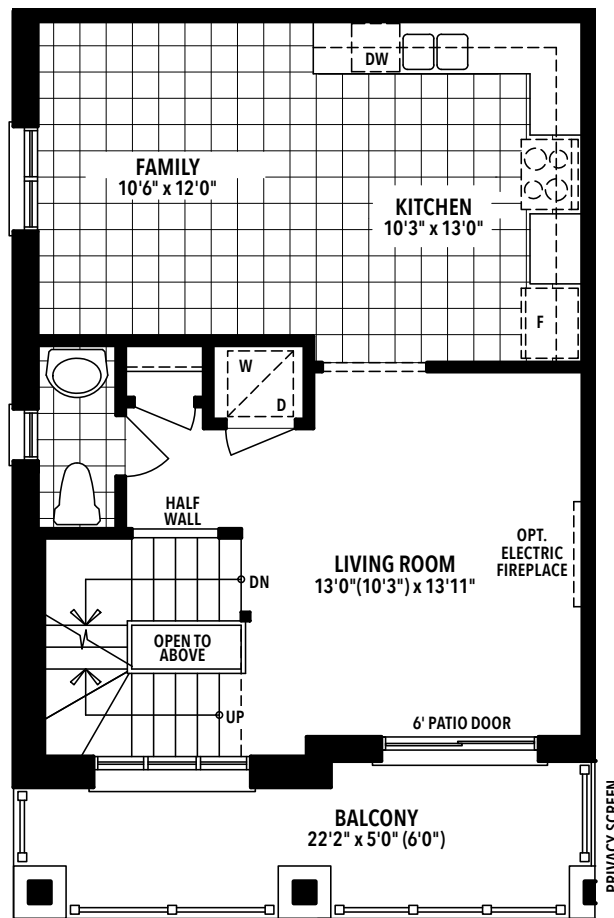 DW
FAMILY
10'6" x 12'0"
KITCHEN
10'3" x 13'0"
F
W
D
HALF
WALL
OPT.
ELECTRIC
FIREPLACE
LIVING ROOM
13'0"(10'3") x 13'11"
DN
OPEN TO
ABOVE
UP
6' PATIO DOOR
BALCONY
22'2" x 5'0" (6'0")
PRIVACY SCREEN